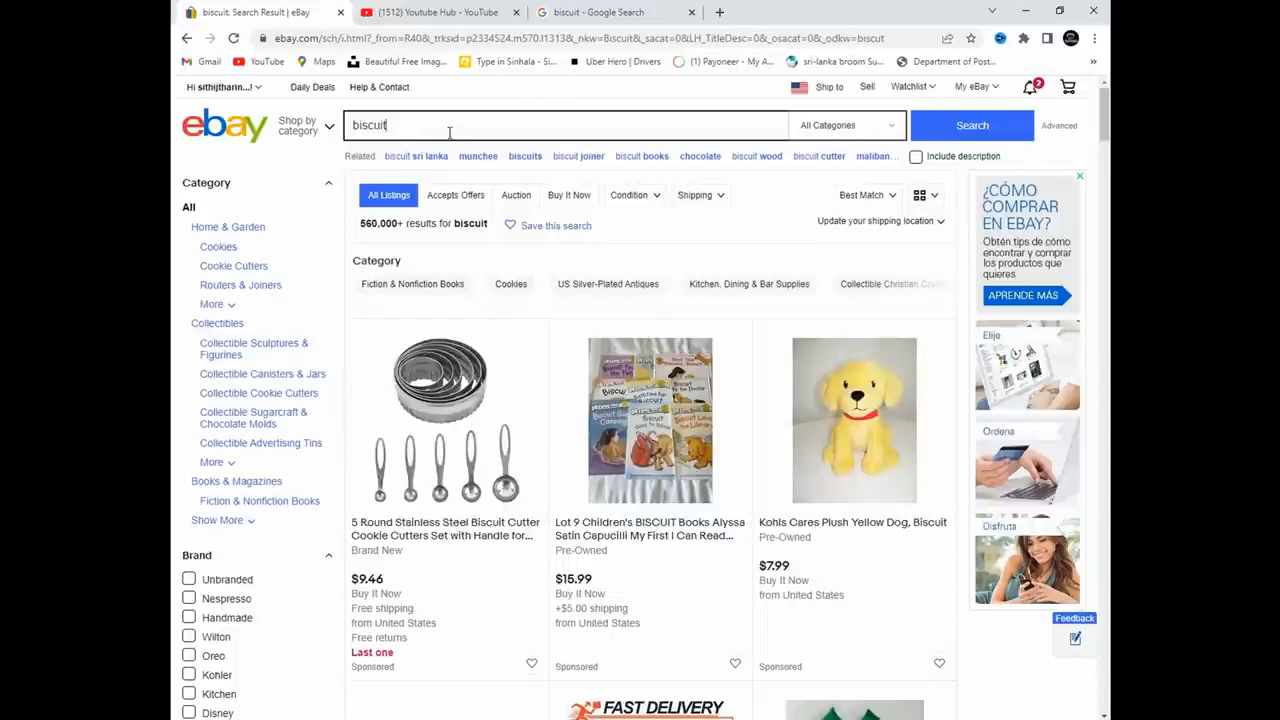 biscuit. Search Result | eBay
(1512) Youtube Hub - YouTube
biscuit - Google Search
ebay.com/sch/i.html?_from=R40&_trksid=p2334524.m570.l1313&_nkw=Biscuit&_sacat=0&LH_TitleDesc=0&_osacat=0&_odkw=biscut
Gmail
YouTube
Maps
Beautiful Free Imag...
Type in Sinhala - Si...
Uber Hero | Drivers
(1) Payoneer - My A...
sri-lanka broom Su...
Department of Post...
Hi sithijtharin...!
Daily Deals
Help & Contact
Ship to
Sell
Watchlist
My eBay
2
ebay
Shop by
category
biscuit
All Categories
Search
Advanced
Related
biscuit sri lanka
munchee
biscuits
biscuit joiner
biscuit books
chocolate
biscuit wood
biscuit cutter
maliban...
Include description
Category
All
Home & Garden
Cookies
Cookie Cutters
Routers & Joiners
More
Collectibles
Collectible Sculptures &
Figurines
Collectible Canisters & Jars
Collectible Cookie Cutters
Collectible Sugarcraft &
Chocolate Molds
Collectible Advertising Tins
More
Books & Magazines
Fiction & Nonfiction Books
Show More
Brand
Unbranded
Nespresso
Handmade
Wilton
Oreo
Kohler
Kitchen
Disney
All Listings
Accepts Offers
Auction
Buy It Now
Condition
Shipping
Best Match
560,000+ results for biscuit
Save this search
Update your shipping location
Category
Fiction & Nonfiction Books
Cookies
US Silver-Plated Antiques
Kitchen, Dining & Bar Supplies
Collectible Christian
5 Round Stainless Steel Biscuit Cutter
Cookie Cutters Set with Handle for...
Brand New
$9.46
Buy It Now
Free shipping
from United States
Free returns
Last one
Sponsored
Lot 9 Children's BISCUIT Books Alyssa
Satin Capucilli My First I Can Read...
Pre-Owned
$15.99
Buy It Now
+$5.00 shipping
from United States
Sponsored
Kohls Cares Plush Yellow Dog, Biscuit
Pre-Owned
$7.99
Buy It Now
from United States
Sponsored
FAST DELIVERY
¿CÓMO
COMPRAR
EN EBAY?
Obtén tips de cómo
encontrar y comprar
los productos que
quieres
APRENDE MÁS
Elije
Ordena
Disfruta
Feedback